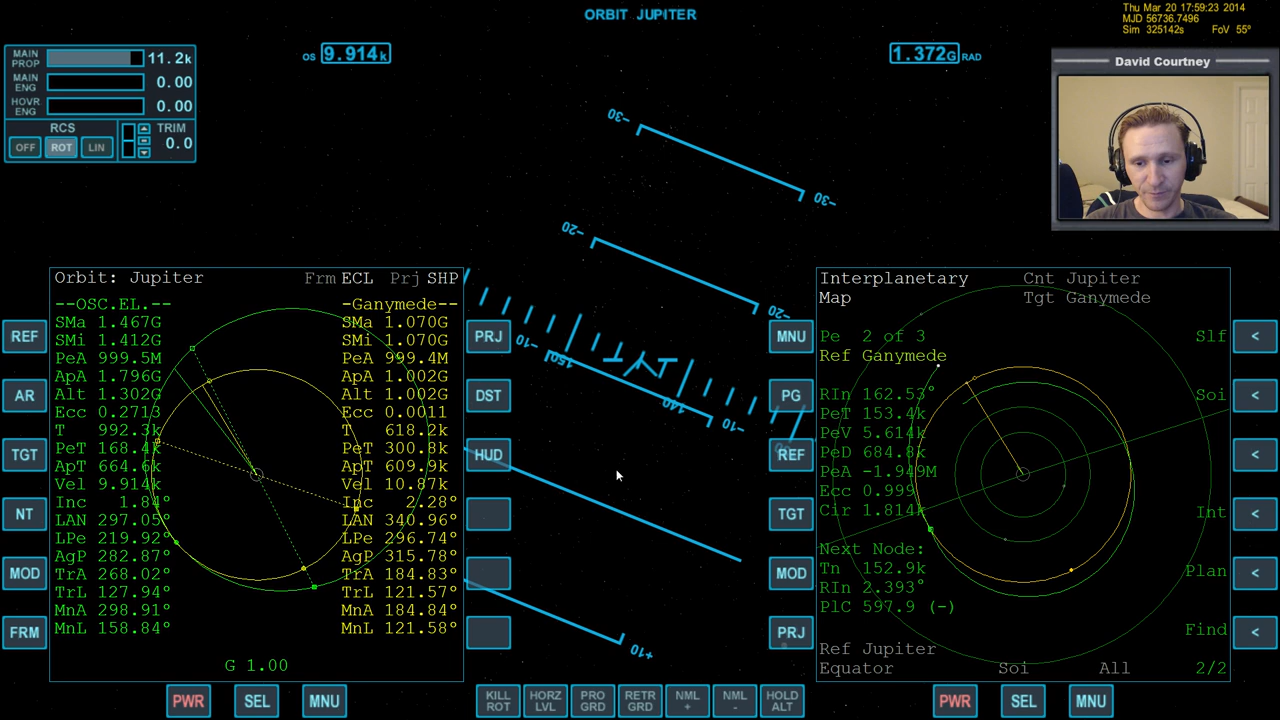 ORBIT JUPITER
Thu Mar 20 17:59:23 2014
MJD 56736.7496
Sim 325142s FoV 55°
MAIN PROP 11.2k
MAIN ENG 0.00
HOVR ENG 0.00
RCS
TRIM
OFF ROT LIN
0.0
OS 9.914k
1.372G RAD
David Courtney
-30 -30
-20 -20
-10 150 140 -10
+10
Orbit: Jupiter Frm ECL Prj SHP
--OSC.EL.-- -Ganymede--
SMa 1.467G SMa 1.070G
SMi 1.412G SMi 1.070G
PeA 999.5M PeA 999.4M
ApA 1.796G ApA 1.002G
Alt 1.302G Alt 1.002G
Ecc 0.2713 Ecc 0.0011
T 992.3k T 618.2k
PeT 168.4k PeT 300.8k
ApT 664.6k ApT 609.9k
Vel 9.914k Vel 10.87k
Inc 1.84° Inc 2.28°
LAN 297.05° LAN 340.96°
LPe 219.92° LPe 296.74°
AgP 282.87° AgP 315.78°
TrA 268.02° TrA 184.83°
TrL 127.94° TrL 121.57°
MnA 298.91° MnA 184.84°
MnL 158.84° MnL 121.58°
G 1.00
REF
AR
TGT
NT
MOD
FRM
PRJ
DST
HUD
PWR SEL MNU
KILL ROT
HORZ LVL
PRO GRD
RETR GRD
NML +
NML -
HOLD ALT
MNU
PG
REF
TGT
MOD
PRJ
Interplanetary Cnt Jupiter
Map Tgt Ganymede
Pe 2 of 3 Slf <
Ref Ganymede
RIn 162.53° Soi <
PeT 153.4k
PeV 5.614k
PeD 684.8k <
PeA -1.949M
Ecc 0.999
Cir 1.814k Int <
Next Node:
Tn 152.9k Plan <
RIn 2.393°
PlC 597.9 (-)
Find <
Ref Jupiter
Equator Soi All 2/2
PWR SEL MNU